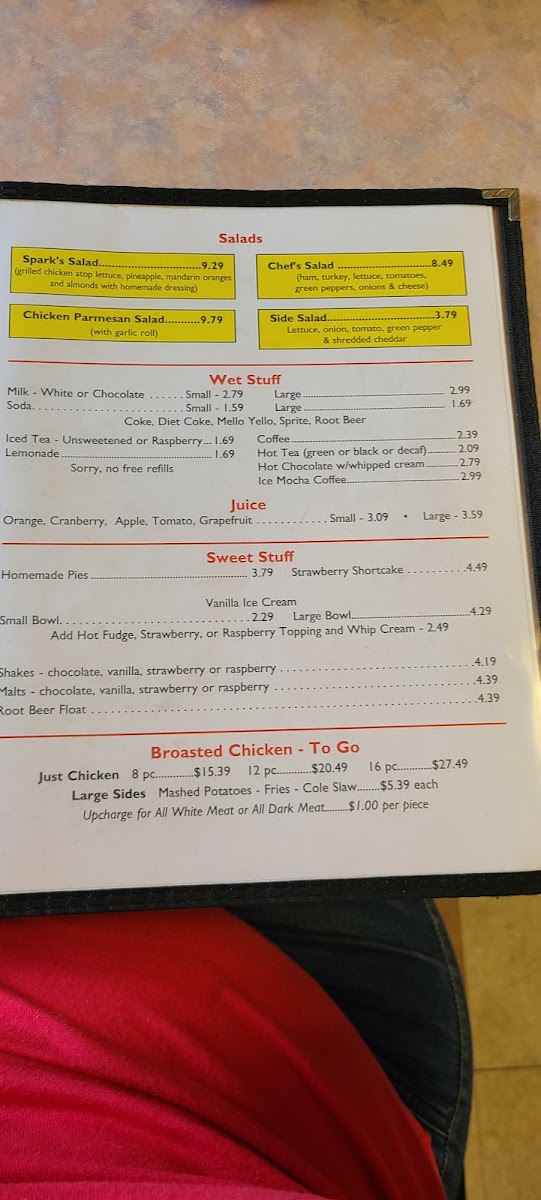 Salads
Spark's Salad................................9.29
(grilled chicken atop lettuce, pineapple, mandarin oranges
and almonds with homemade dressing)
Chef's Salad ............................8.49
(ham, turkey, lettuce, tomatoes,
green peppers, onions & cheese)
Chicken Parmesan Salad...........9.79
(with garlic roll)
Side Salad.................................3.79
Lettuce, onion, tomato, green pepper
& shredded cheddar
Wet Stuff
Milk - White or Chocolate ...... Small - 2.79 Large.................................................. 2.99
Soda. . . . . . . . . . . . . . . . . . . . . . . Small - 1.59 Large.................................................. 1.69
Coke, Diet Coke, Mello Yello, Sprite, Root Beer
Iced Tea - Unsweetened or Raspberry... 1.69
Lemonade.................................................. 1.69
Sorry, no free refills
Coffee.......................................................2.39
Hot Tea (green or black or decaf).......... 2.09
Hot Chocolate w/whipped cream...........2.79
Ice Mocha Coffee......................................2.99
Juice
Orange, Cranberry, Apple, Tomato, Grapefruit . . . . . . . . . . . . Small - 3.09 • Large - 3.59
Sweet Stuff
Homemade Pies .................................................... 3.79 Strawberry Shortcake . . . . . . . . . .4.49
Vanilla Ice Cream
Small Bowl. . . . . . . . . . . . . . . . . . . . . . . . . . . . . 2.29 Large Bowl........................................4.29
Add Hot Fudge, Strawberry, or Raspberry Topping and Whip Cream - 2.49
Shakes - chocolate, vanilla, strawberry or raspberry . . . . . . . . . . . . . . . . . . . . . . . . . . . . . .4.19
Malts - chocolate, vanilla, strawberry or raspberry . . . . . . . . . . . . . . . . . . . . . . . . . . . . . . .4.39
Root Beer Float . . . . . . . . . . . . . . . . . . . . . . . . . . . . . . . . . . . . . . . . . . . . . . . . . . . . . . . . . . .4.39
Broasted Chicken - To Go
Just Chicken 8 pc.............$15.39 12 pc............$20.49 16 pc............$27.49
Large Sides Mashed Potatoes - Fries - Cole Slaw........$5.39 each
Upcharge for All White Meat or All Dark Meat........$1.00 per piece